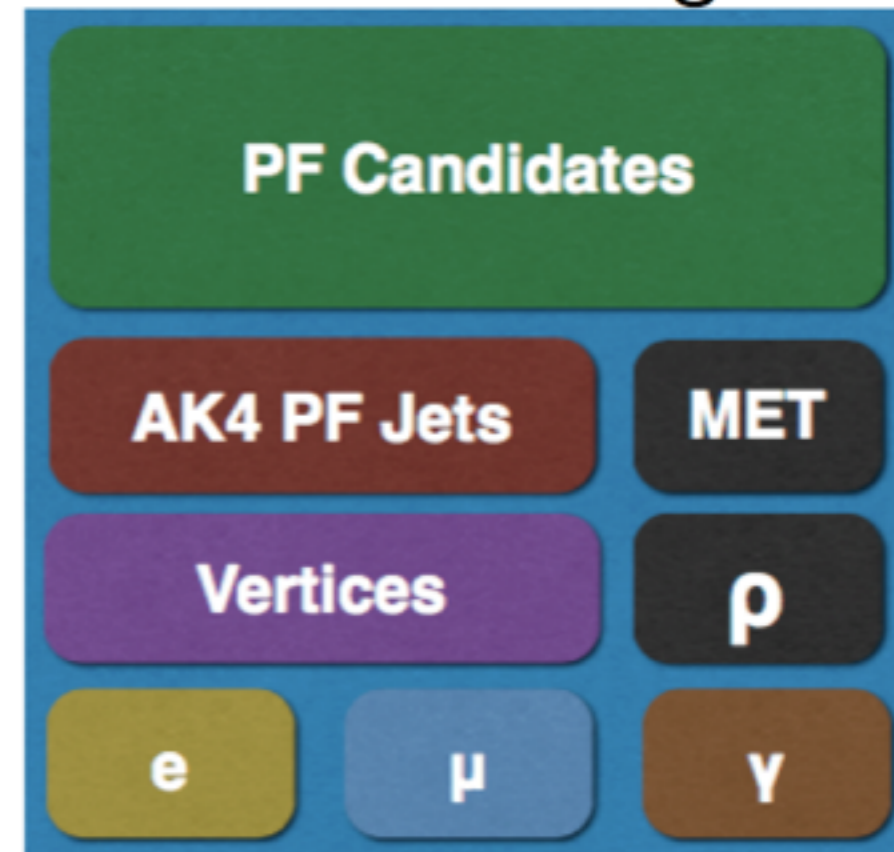 PF Candidates
AK4 PF Jets
MET
Vertices
ρ
e
μ
γ